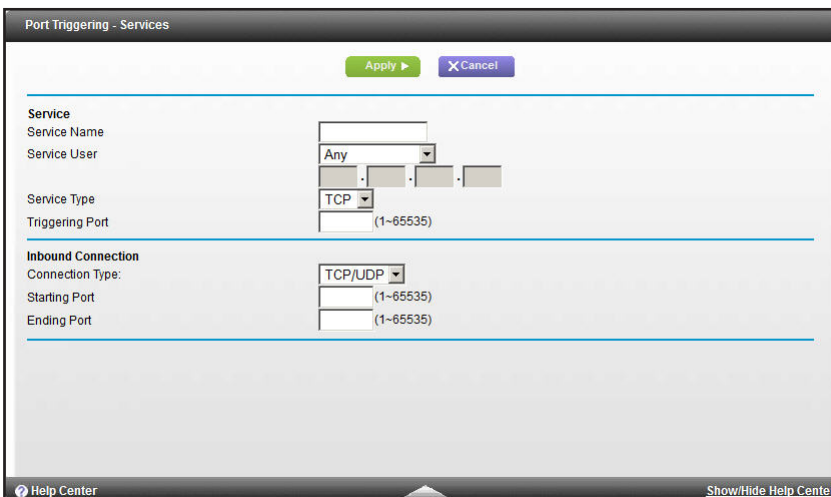 Port Triggering - Services
Apply
Cancel
Service
Service Name
Service User
Any
. . .
Service Type
TCP
Triggering Port
(1~65535)
Inbound Connection
Connection Type:
TCP/UDP
Starting Port
(1~65535)
Ending Port
(1~65535)
? Help Center
Show/Hide Help Cente